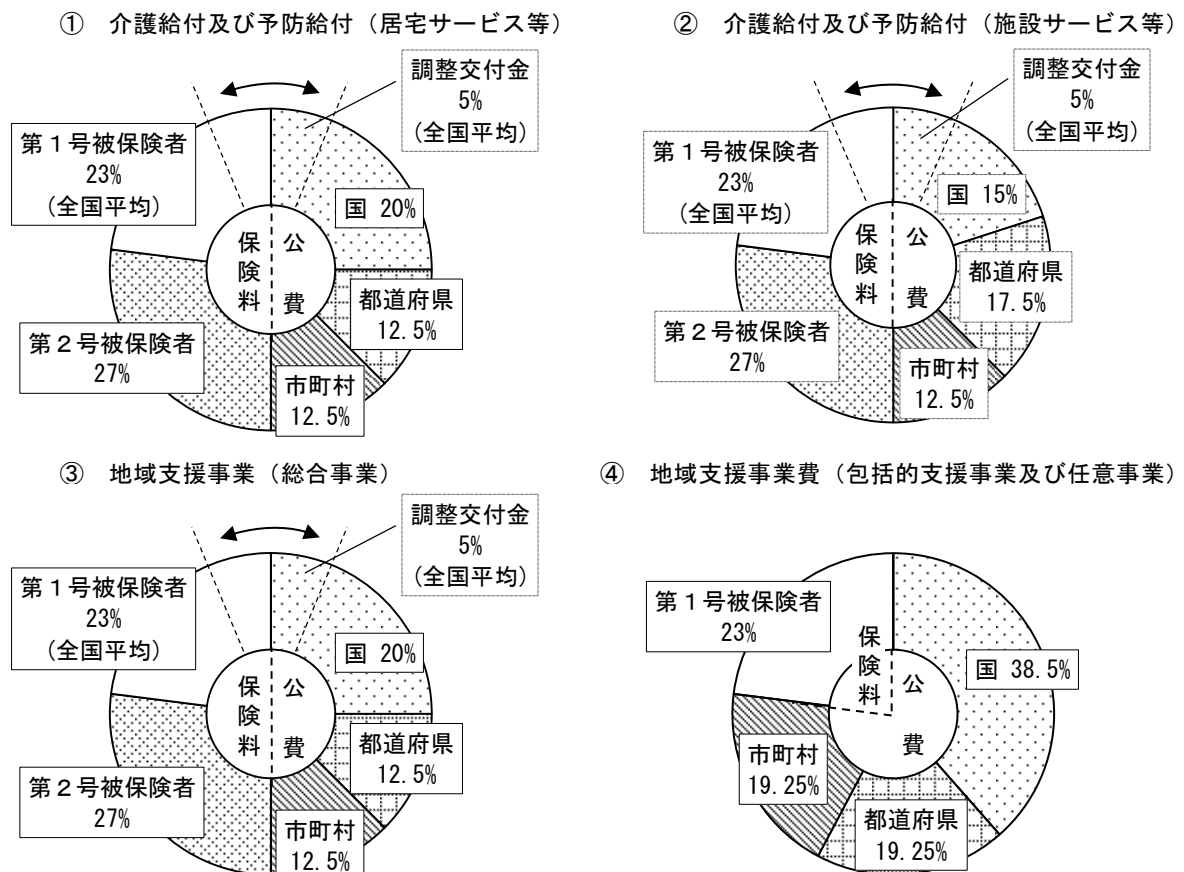 ① 介護給付及び予防給付（居宅サービス等）
調整交付金
5%
（全国平均）
第１号被保険者
23%
（全国平均）
国 20%
保険料
公費
都道府県
12.5%
第２号被保険者
27%
市町村
12.5%
② 介護給付及び予防給付（施設サービス等）
調整交付金
5%
（全国平均）
第１号被保険者
23%
（全国平均）
国 15%
保険料
公費
都道府県
17.5%
第２号被保険者
27%
市町村
12.5%
③ 地域支援事業（総合事業）
調整交付金
5%
（全国平均）
第１号被保険者
23%
（全国平均）
国 20%
保険料
公費
都道府県
12.5%
第２号被保険者
27%
市町村
12.5%
④ 地域支援事業費（包括的支援事業及び任意事業）
第１号被保険者
23%
保険料
公費
国 38.5%
市町村
19.25%
都道府県
19.25%